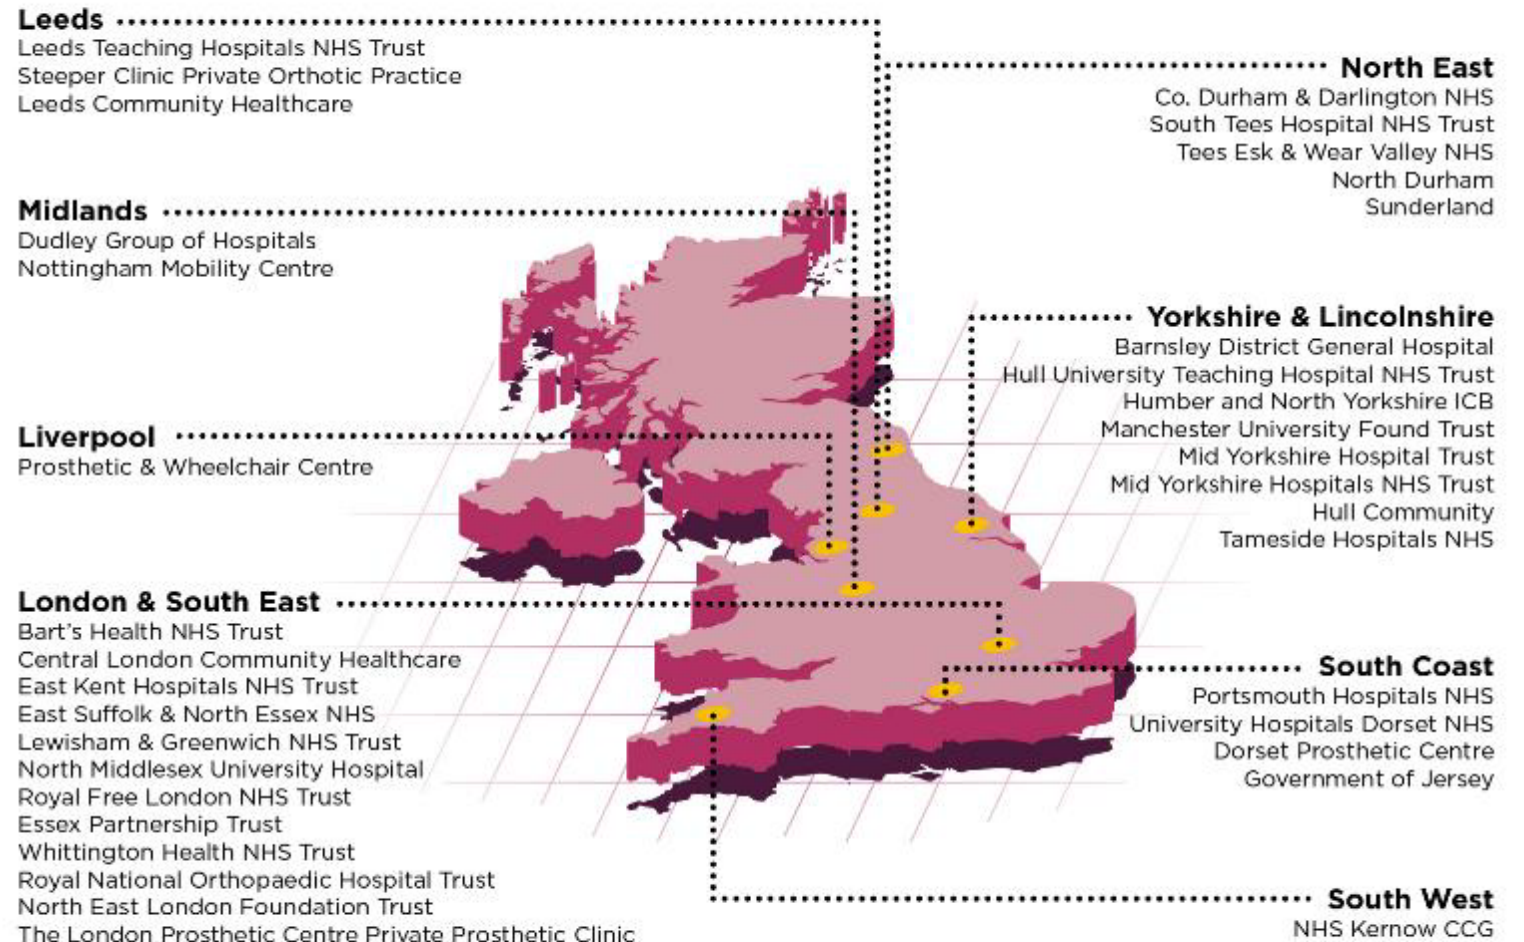 Leeds
Leeds Teaching Hospitals NHS Trust
Steeper Clinic Private Orthotic Practice
Leeds Community Healthcare
North East
Co. Durham & Darlington NHS
South Tees Hospital NHS Trust
Tees Esk & Wear Valley NHS
North Durham
Sunderland
Midlands
Dudley Group of Hospitals
Nottingham Mobility Centre
Yorkshire & Lincolnshire
Barnsley District General Hospital
Hull University Teaching Hospital NHS Trust
Humber and North Yorkshire ICB
Manchester University Found Trust
Mid Yorkshire Hospital Trust
Mid Yorkshire Hospitals NHS Trust
Hull Community
Tameside Hospitals NHS
Liverpool
Prosthetic & Wheelchair Centre
London & South East
Bart's Health NHS Trust
Central London Community Healthcare
East Kent Hospitals NHS Trust
East Suffolk & North Essex NHS
Lewisham & Greenwich NHS Trust
North Middlesex University Hospital
Royal Free London NHS Trust
Essex Partnership Trust
Whittington Health NHS Trust
Royal National Orthopaedic Hospital Trust
North East London Foundation Trust
The London Prosthetic Centre Private Prosthetic Clinic
South Coast
Portsmouth Hospitals NHS
University Hospitals Dorset NHS
Dorset Prosthetic Centre
Government of Jersey
South West
NHS Kernow CCG